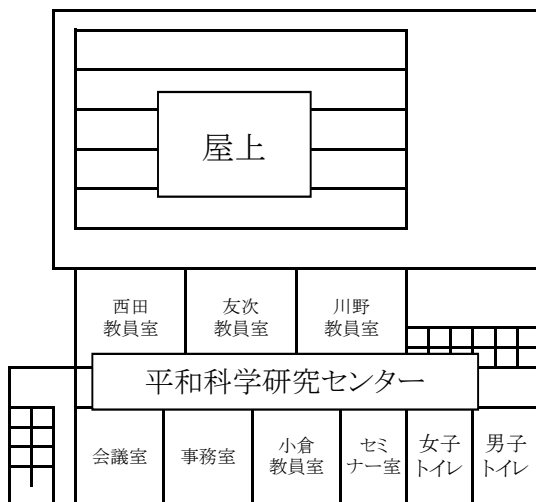 屋上
西田
教員室
友次
教員室
川野
教員室
平和科学研究センター
会議室
事務室
小倉
教員室
セミ
ナー室
女子
トイレ
男子
トイレ